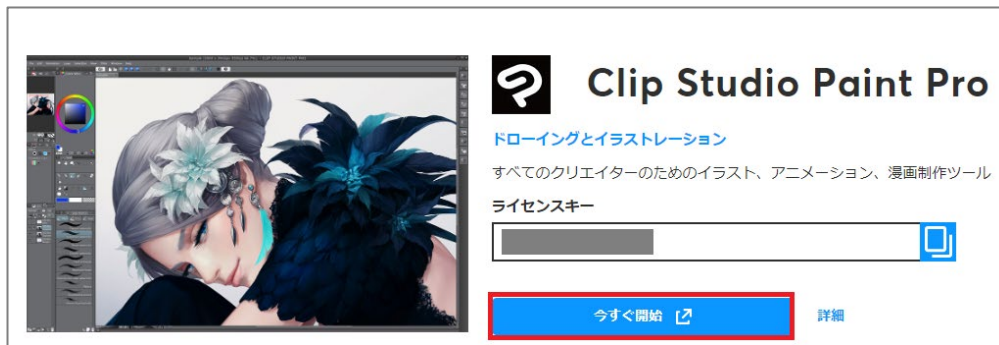 Clip Studio Paint Pro
ドローイングとイラストレーション
すべてのクリエイターのためのイラスト、アニメーション、漫画制作ツール
ライセンスキー
今すぐ開始
詳細